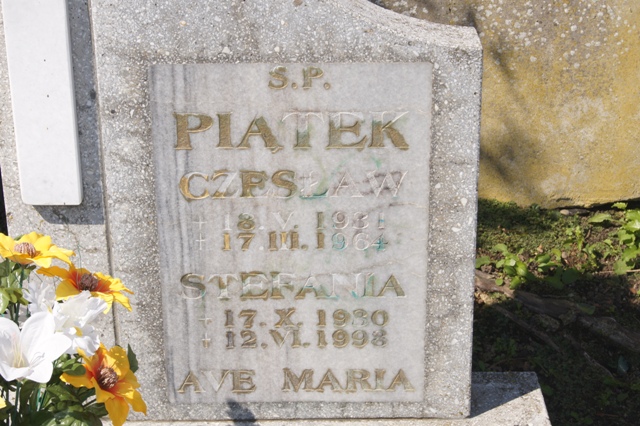 Ś.P.
PIĄTEK
CZESŁAW
18.V.1931
+ 17.III.1964
STEFANIA
17.X.1930
+ 12.VI.1998
AVE MARIA